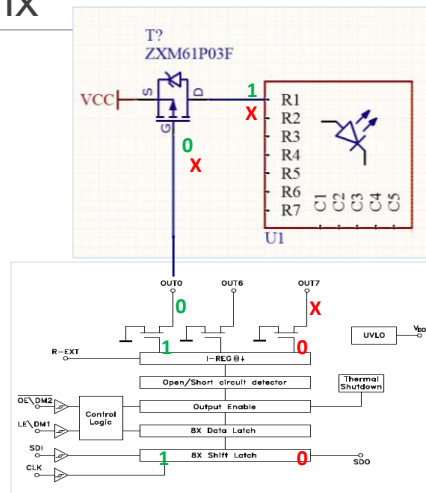 T?
ZXM61P03F
VCC
S
D
G
1
X
0
X
R1
R2
R3
R4
R5
R6
R7
C1
C2
C3
C4
C5
U1
OUT0
OUT6
OUT7
0
X
1
0
UVLO
VDD
R-EXT
I-REG@↓
Open/Short circuit detector
Thermal
Shutdown
OE\DM2
Output Enable
Control
Logic
LE\DM1
8X Data Latch
SDI
1
8X Shift Latch
0
SDO
CLK